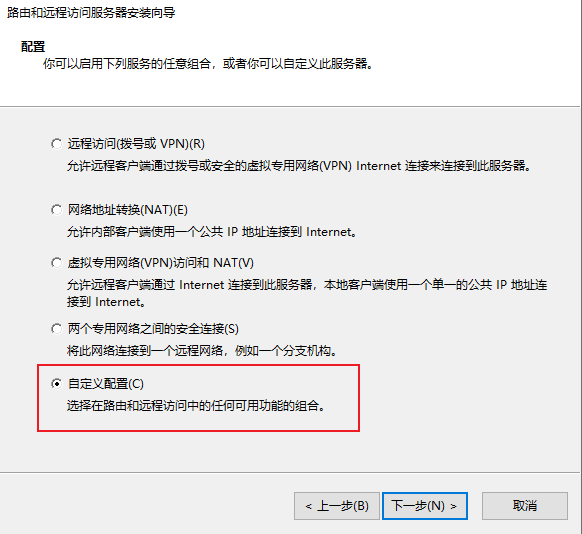 路由和远程访问服务器安装向导
配置
你可以启用下列服务的任意组合，或者你可以自定义此服务器。
远程访问(拨号或 VPN)(R)
允许远程客户端通过拨号或安全的虚拟专用网络(VPN) Internet 连接来连接到此服务器。
网络地址转换(NAT)(E)
允许内部客户端使用一个公共 IP 地址连接到 Internet。
虚拟专用网络(VPN)访问和 NAT(V)
允许远程客户端通过 Internet 连接到此服务器，本地客户端使用一个单一的公共 IP 地址连
接到 Internet。
两个专用网络之间的安全连接(S)
将此网络连接到一个远程网络，例如一个分支机构。
自定义配置(C)
选择在路由和远程访问中的任何可用功能的组合。
< 上一步(B) 下一步(N) > 取消